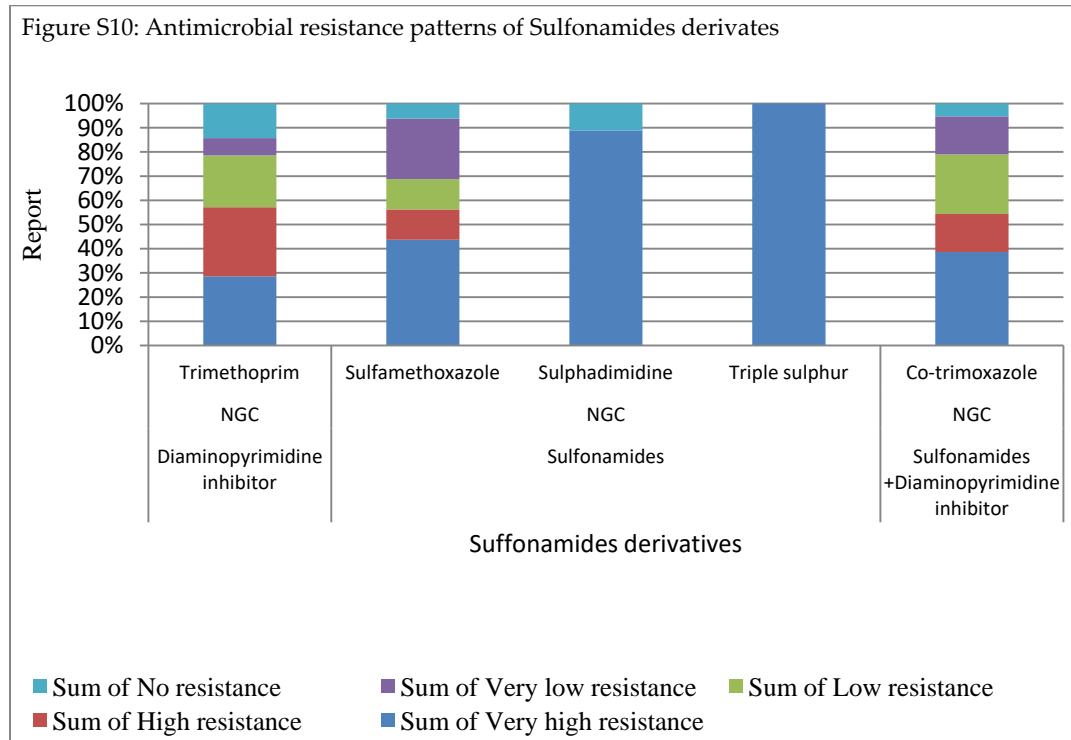 Figure S10: Antimicrobial resistance patterns of Sulfonamides derivates
Report
100%
90%
80%
70%
60%
50%
40%
30%
20%
10%
0%
Trimethoprim
Sulfamethoxazole
Sulphadimidine
Triple sulphur
Co-trimoxazole
NGC
NGC
NGC
Diaminopyrimidine
inhibitor
Sulfonamides
Sulfonamides
+Diaminopyrimidine
inhibitor
Suffonamides derivatives
Sum of No resistance
Sum of Very low resistance
Sum of Low resistance
Sum of High resistance
Sum of Very high resistance